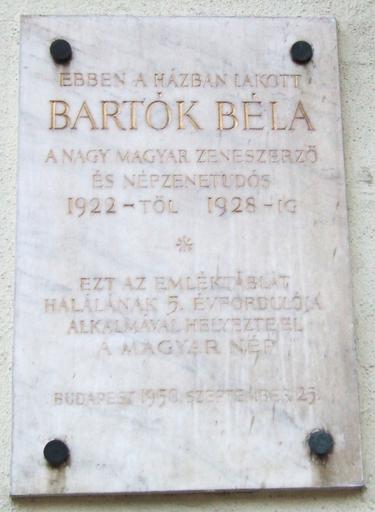 EBBEN A HÁZBAN LAKOTT
BARTÓK BÉLA
A NAGY MAGYAR ZENESZERZŐ
ÉS NÉPZENETUDÓS
1922-TŐL 1928-IG
EZT AZ EMLÉKTÁBLÁT
HALÁLÁNAK 5. ÉVFORDULÓJA
ALKALMÁVAL HELYEZTE EL
A MAGYAR NÉP
BUDAPEST 1950. SZEPTEMBER 25.